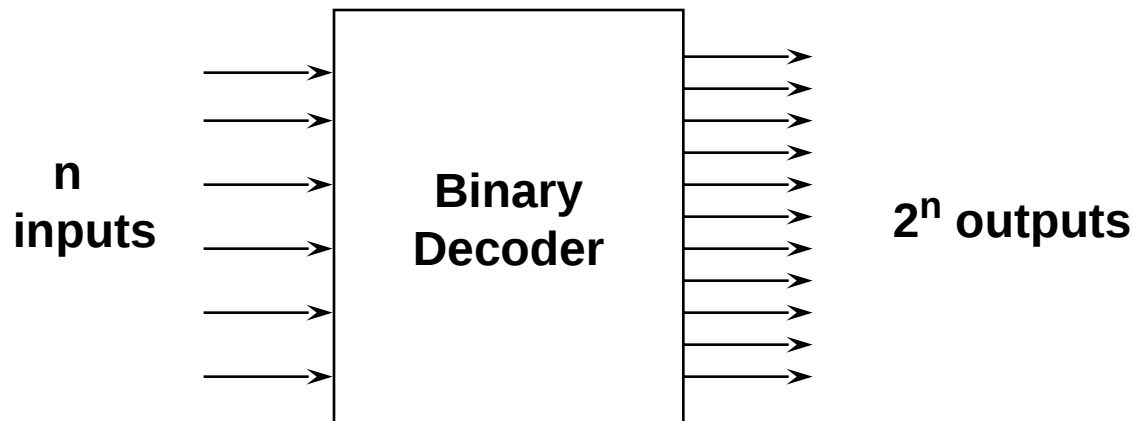 n
inputs
Binary
Decoder
2ⁿ outputs